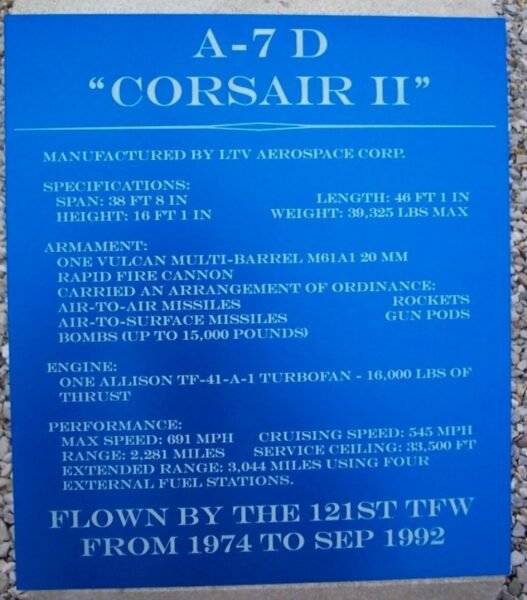 A-7 D
“CORSAIR II”
MANUFACTURED BY LTV AEROSPACE CORP.
SPECIFICATIONS:
SPAN: 38 FT 8 IN LENGTH: 46 FT 1 IN
HEIGHT: 16 FT 1 IN WEIGHT: 39,325 LBS MAX
ARMAMENT:
ONE VULCAN MULTI-BARREL M61A1 20 MM
RAPID FIRE CANNON
CARRIED AN ARRANGEMENT OF ORDINANCE:
AIR-TO-AIR MISSILES ROCKETS
AIR-TO-SURFACE MISSILES GUN PODS
BOMBS (UP TO 15,000 POUNDS)
ENGINE:
ONE ALLISON TF-41-A-1 TURBOFAN - 16,000 LBS OF
THRUST
PERFORMANCE:
MAX SPEED: 691 MPH CRUISING SPEED: 545 MPH
RANGE: 2,281 MILES SERVICE CEILING: 33,500 FT
EXTENDED RANGE: 3,044 MILES USING FOUR
EXTERNAL FUEL STATIONS.
FLOWN BY THE 121ST TFW
FROM 1974 TO SEP 1992